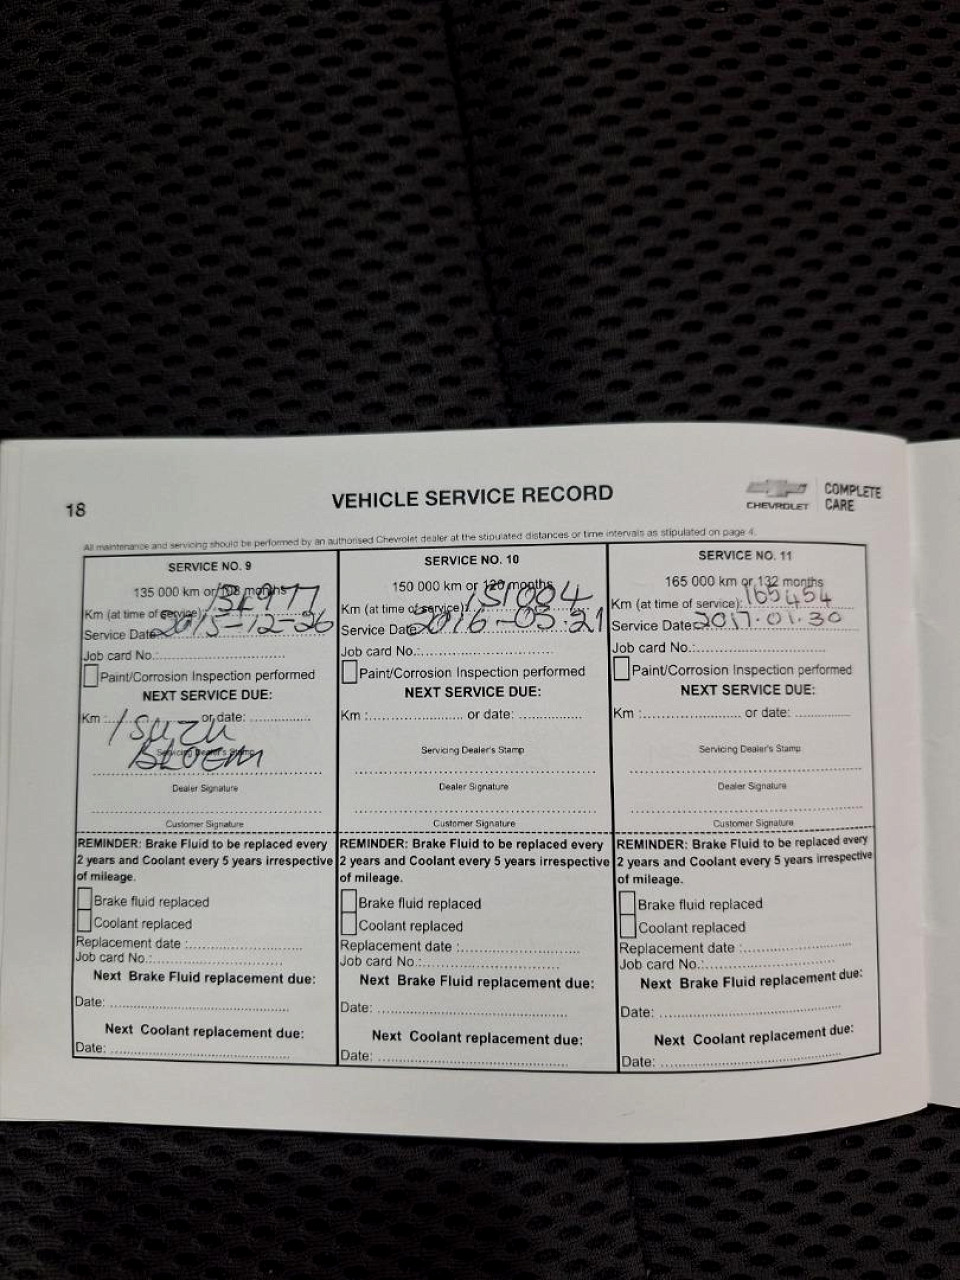 18
VEHICLE SERVICE RECORD
CHEVROLET
COMPLETE
CARE
All maintenance and servicing should be performed by an authorised Chevrolet dealer at the stipulated distances or time intervals as stipulated on page 4.
SERVICE NO. 9
135 000 km or 108 months
Km (at time of service):
Service Date: 2015-12-26
Job card No.:
Paint/Corrosion Inspection performed
NEXT SERVICE DUE:
Km : or date:
ISUZU
Servicing Dealer's Stamp
BLOEM
Dealer Signature
Customer Signature
REMINDER: Brake Fluid to be replaced every
2 years and Coolant every 5 years irrespective
of mileage.
Brake fluid replaced
Coolant replaced
Replacement date :
Job card No.:
Next Brake Fluid replacement due:
Date:
Next Coolant replacement due:
Date:
SERVICE NO. 10
150 000 km or 120 months
Km (at time of service): 151004
Service Date: 2016-03-21
Job card No.:
Paint/Corrosion Inspection performed
NEXT SERVICE DUE:
Km : or date:
Servicing Dealer's Stamp
Dealer Signature
Customer Signature
REMINDER: Brake Fluid to be replaced every
2 years and Coolant every 5 years irrespective
of mileage.
Brake fluid replaced
Coolant replaced
Replacement date :
Job card No.:
Next Brake Fluid replacement due:
Date:
Next Coolant replacement due:
Date:
SERVICE NO. 11
165 000 km or 132 months
Km (at time of service): 165454
Service Date: 2017.01.30
Job card No.:
Paint/Corrosion Inspection performed
NEXT SERVICE DUE:
Km : or date:
Servicing Dealer's Stamp
Dealer Signature
Customer Signature
REMINDER: Brake Fluid to be replaced every
2 years and Coolant every 5 years irrespective
of mileage.
Brake fluid replaced
Coolant replaced
Replacement date :
Job card No.:
Next Brake Fluid replacement due:
Date:
Next Coolant replacement due:
Date: